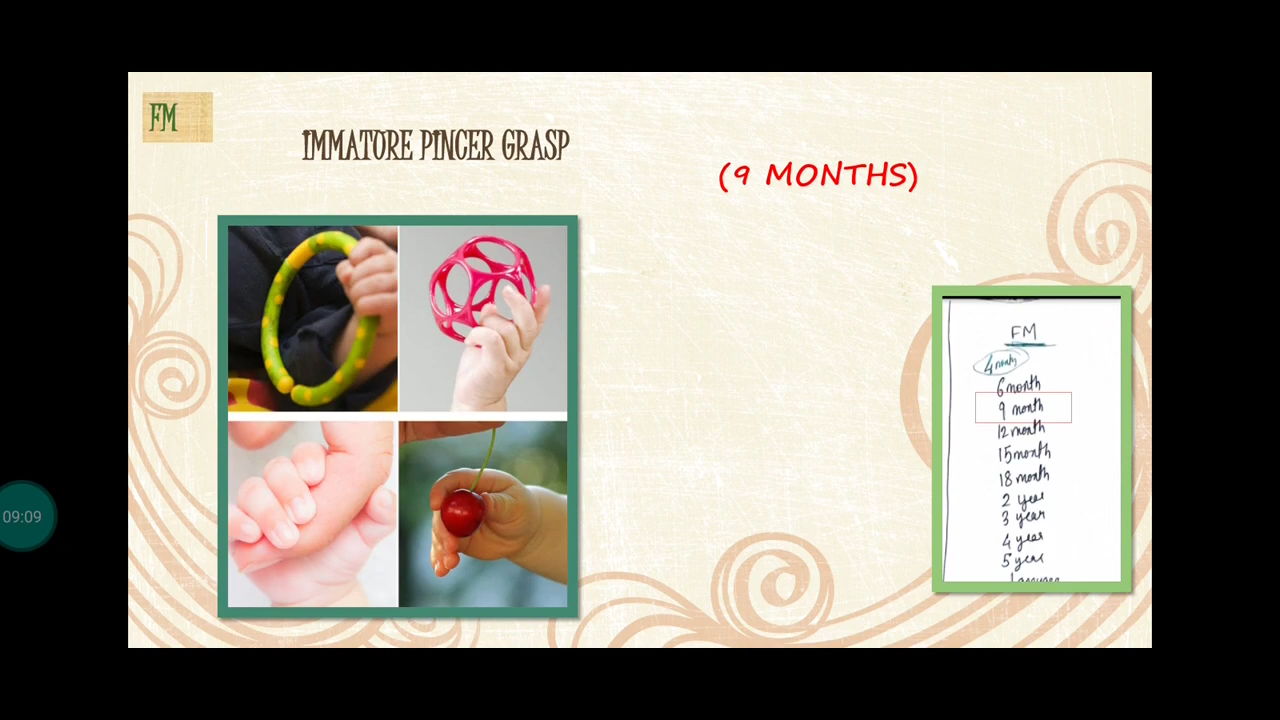 FM
IMMATORE PINCER GRASP
(9 MONTHS)
FM
4 month
6 month
9 month
12 month
15 month
18 month
2 year
3 year
4 year
5 year
09:09